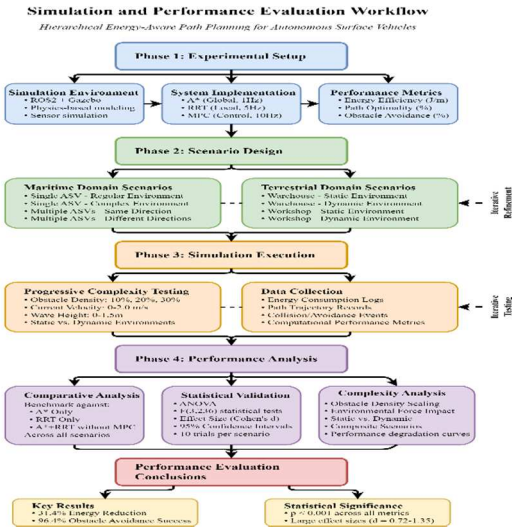 Simulation and Performance Evaluation Workflow
Hierarchical Energy-Aware Path Planning for Autonomous Surface Vehicles
Phase 1: Experimental Setup
Simulation Environment
• ROS2 + Gazebo
• Physics-based modeling
• Sensor simulation
System Implementation
• A* (Global, 1Hz)
• RRT (Local, 5Hz)
• MPC (Control, 10Hz)
Performance Metrics
• Energy Efficiency (J/m)
• Path Optimality (%)
• Obstacle Avoidance (%)
Phase 2: Scenario Design
Maritime Domain Scenarios
• Single ASV - Regular Environment
• Single ASV - Complex Environment
• Multiple ASVs - Same Direction
• Multiple ASVs - Different Directions
Terrestrial Domain Scenarios
• Warehouse - Static Environment
• Warehouse - Dynamic Environment
• Workshop - Static Environment
• Workshop - Dynamic Environment
Iterative
Refinement
Phase 3: Simulation Execution
Progressive Complexity Testing
• Obstacle Density: 10%, 20%, 30%
• Current Velocity: 0-2.0 m/s
• Wave Height: 0-1.5m
• Static vs. Dynamic Environments
Data Collection
• Energy Consumption Logs
• Path Trajectory Records
• Collision/Avoidance Events
• Computational Performance Metrics
Iterative
Testing
Phase 4: Performance Analysis
Comparative Analysis
Benchmark against:
• A* Only
• RRT Only
• A*+RRT without MPC
Across all scenarios
Statistical Validation
• ANOVA
• F(3,236) statistical tests
• Effect Size (Cohen's d)
• 95% Confidence Intervals
• 10 trials per scenario
Complexity Analysis
• Obstacle Density Scaling
• Environmental Force Impact
• Static vs. Dynamic
• Composite Scenarios
• Performance degradation curves
Performance Evaluation
Conclusions
Key Results
• 31.4% Energy Reduction
• 96.4% Obstacle Avoidance Success
Statistical Significance
• p < 0.001 across all metrics
• Large effect sizes (d = 0.72-1.35)